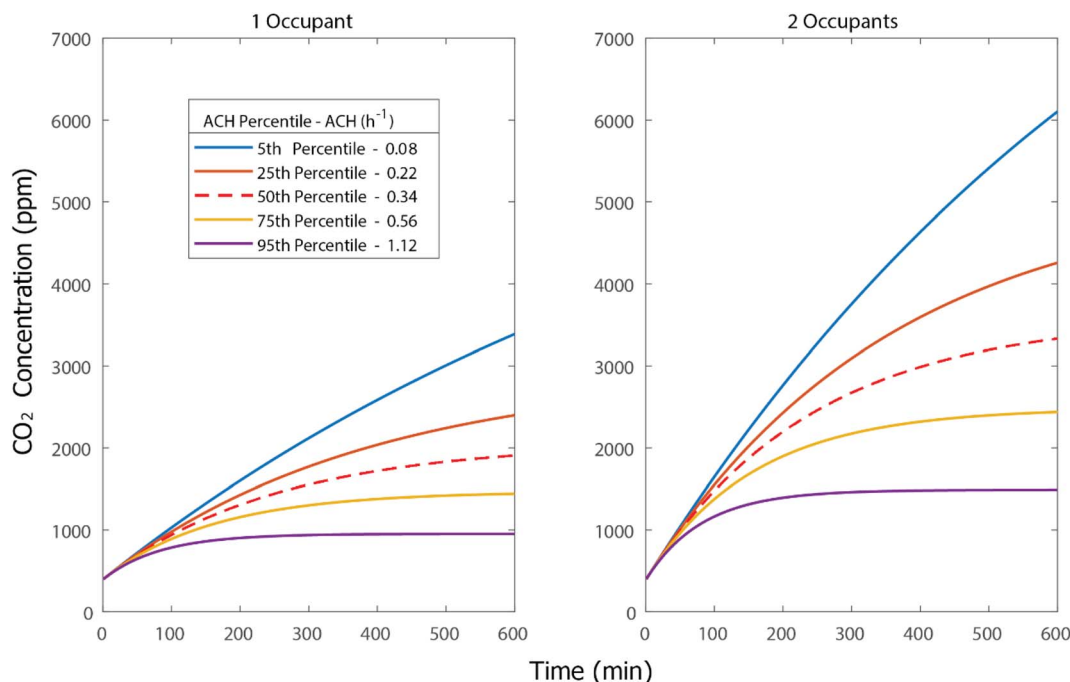 1 Occupant
2 Occupants
7000
6000
5000
4000
3000
2000
1000
0
CO₂ Concentration (ppm)
ACH Percentile - ACH (h⁻¹)
5th Percentile - 0.08
25th Percentile - 0.22
50th Percentile - 0.34
75th Percentile - 0.56
95th Percentile - 1.12
0 100 200 300 400 500 600
7000
6000
5000
4000
3000
2000
1000
0
0 100 200 300 400 500 600
Time (min)